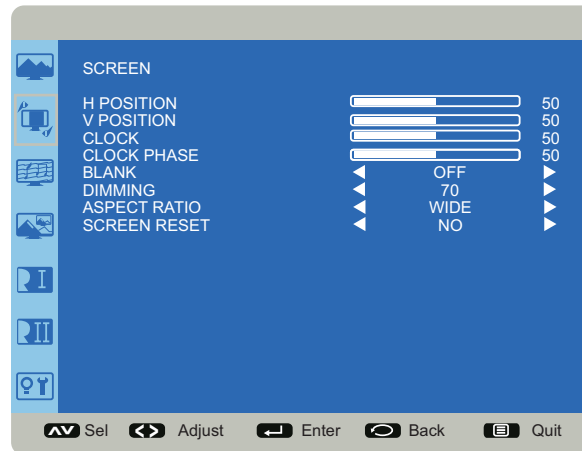 SCREEN
H POSITION 50
V POSITION 50
CLOCK 50
CLOCK PHASE 50
BLANK OFF
DIMMING 70
ASPECT RATIO WIDE
SCREEN RESET NO
I
II
Sel Adjust Enter Back Quit